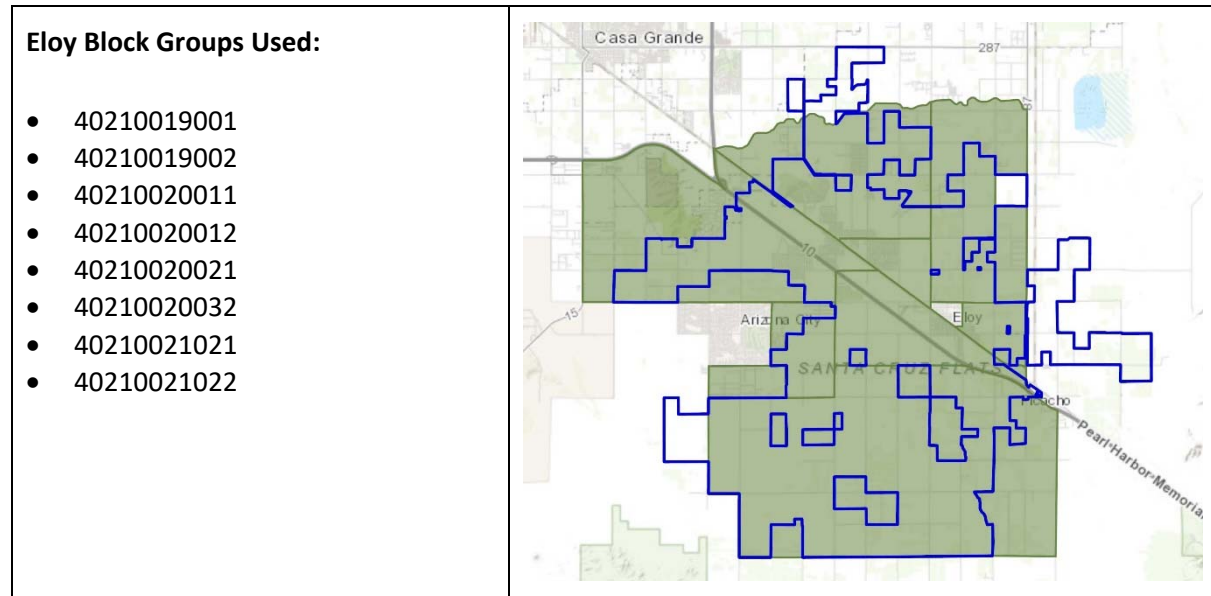 Eloy Block Groups Used:
• 40210019001
• 40210019002
• 40210020011
• 40210020012
• 40210020021
• 40210020032
• 40210021021
• 40210021022
Casa Grande
287
87
10
15
Arizona City
Eloy
SANTA CRUZ FLATS
Picacho
Pearl-Harbor-Memorial